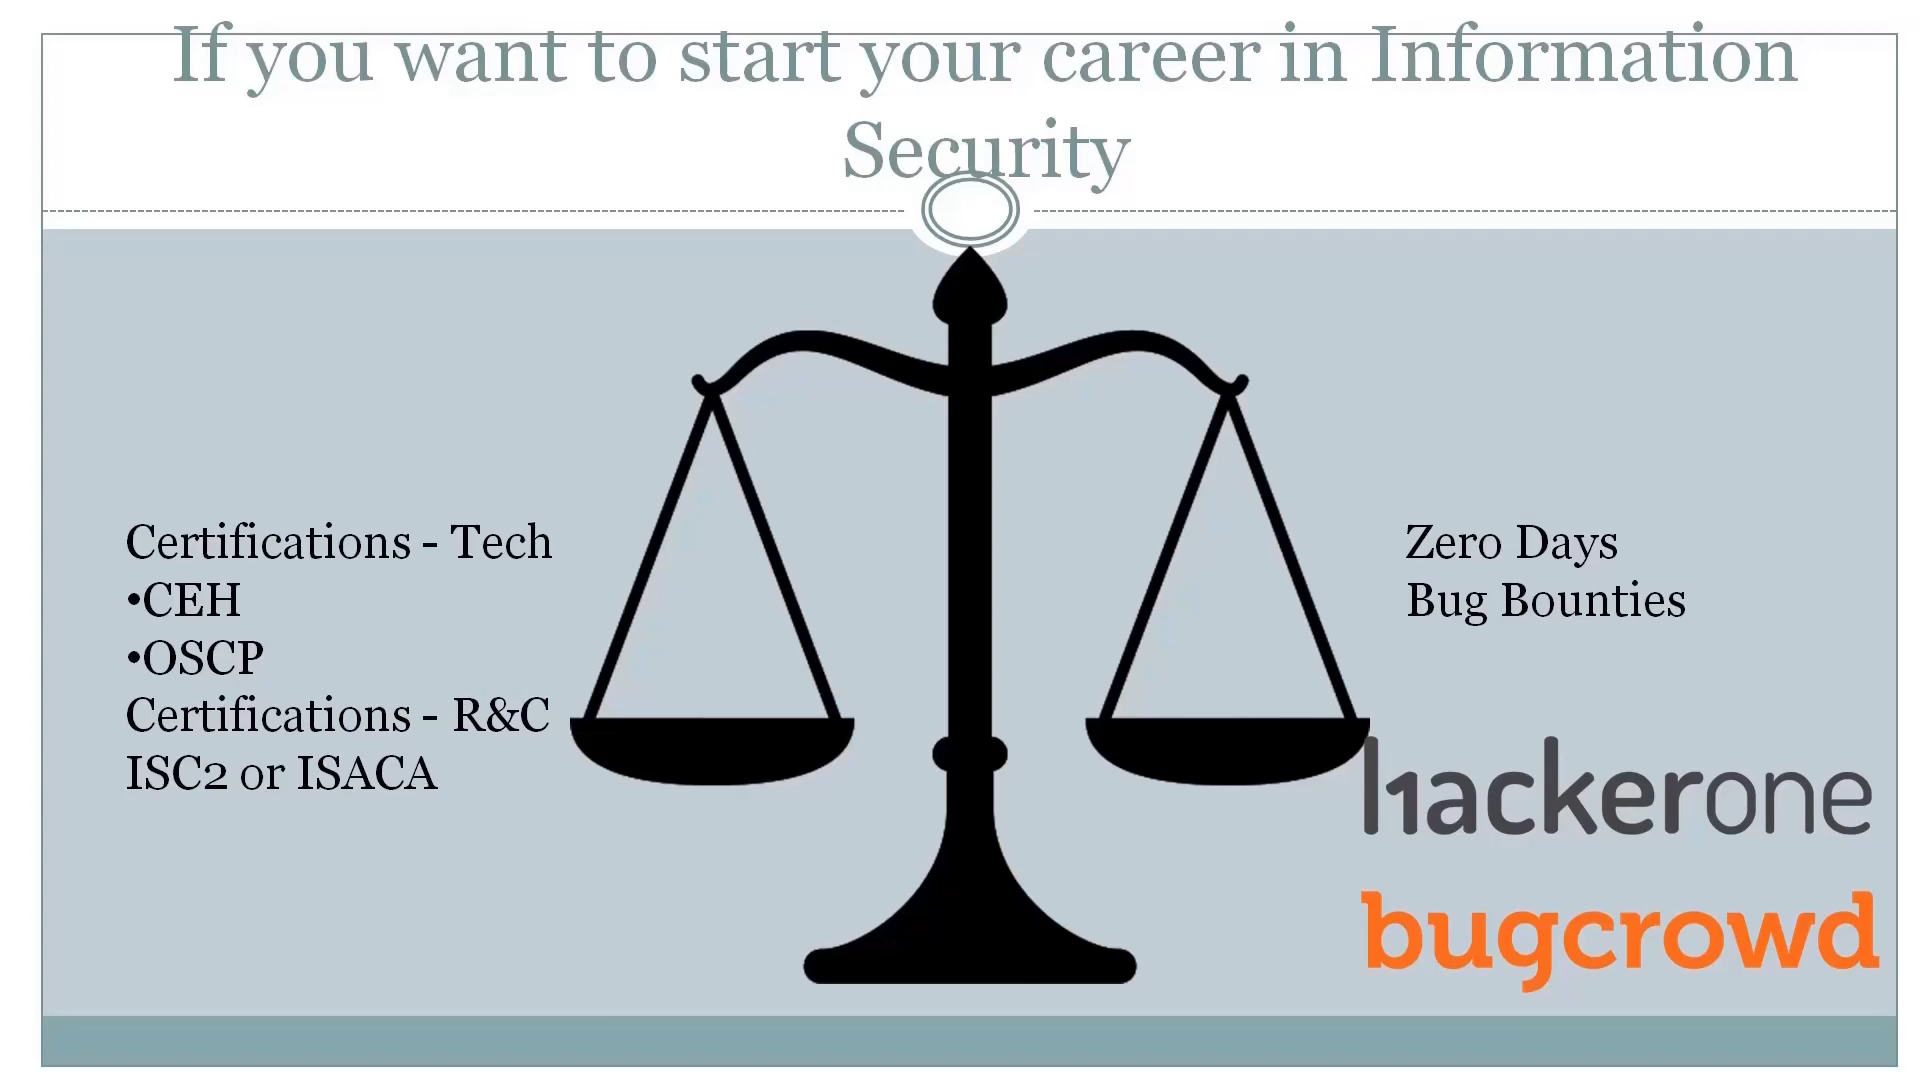 If you want to start your career in Information
Security
Certifications - Tech
•CEH
•OSCP
Certifications - R&C
ISC2 or ISACA
Zero Days
Bug Bounties
hackerone
bugcrowd